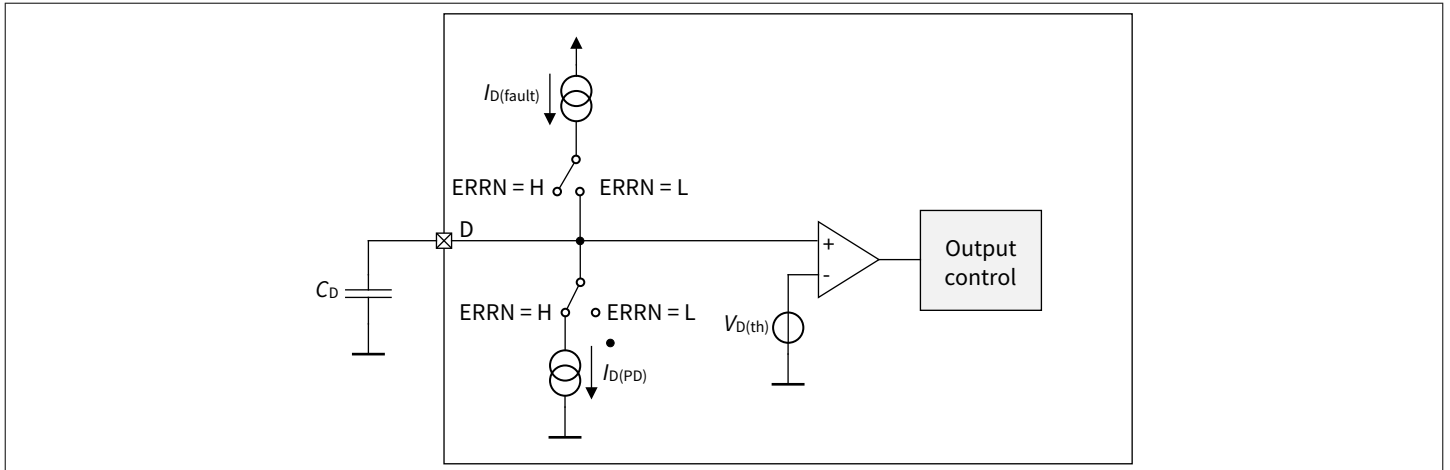 ID(fault)
ERRN = H ERRN = L
D
+
Output
control
-
CD
ERRN = H ERRN = L
VD(th)
ID(PD)